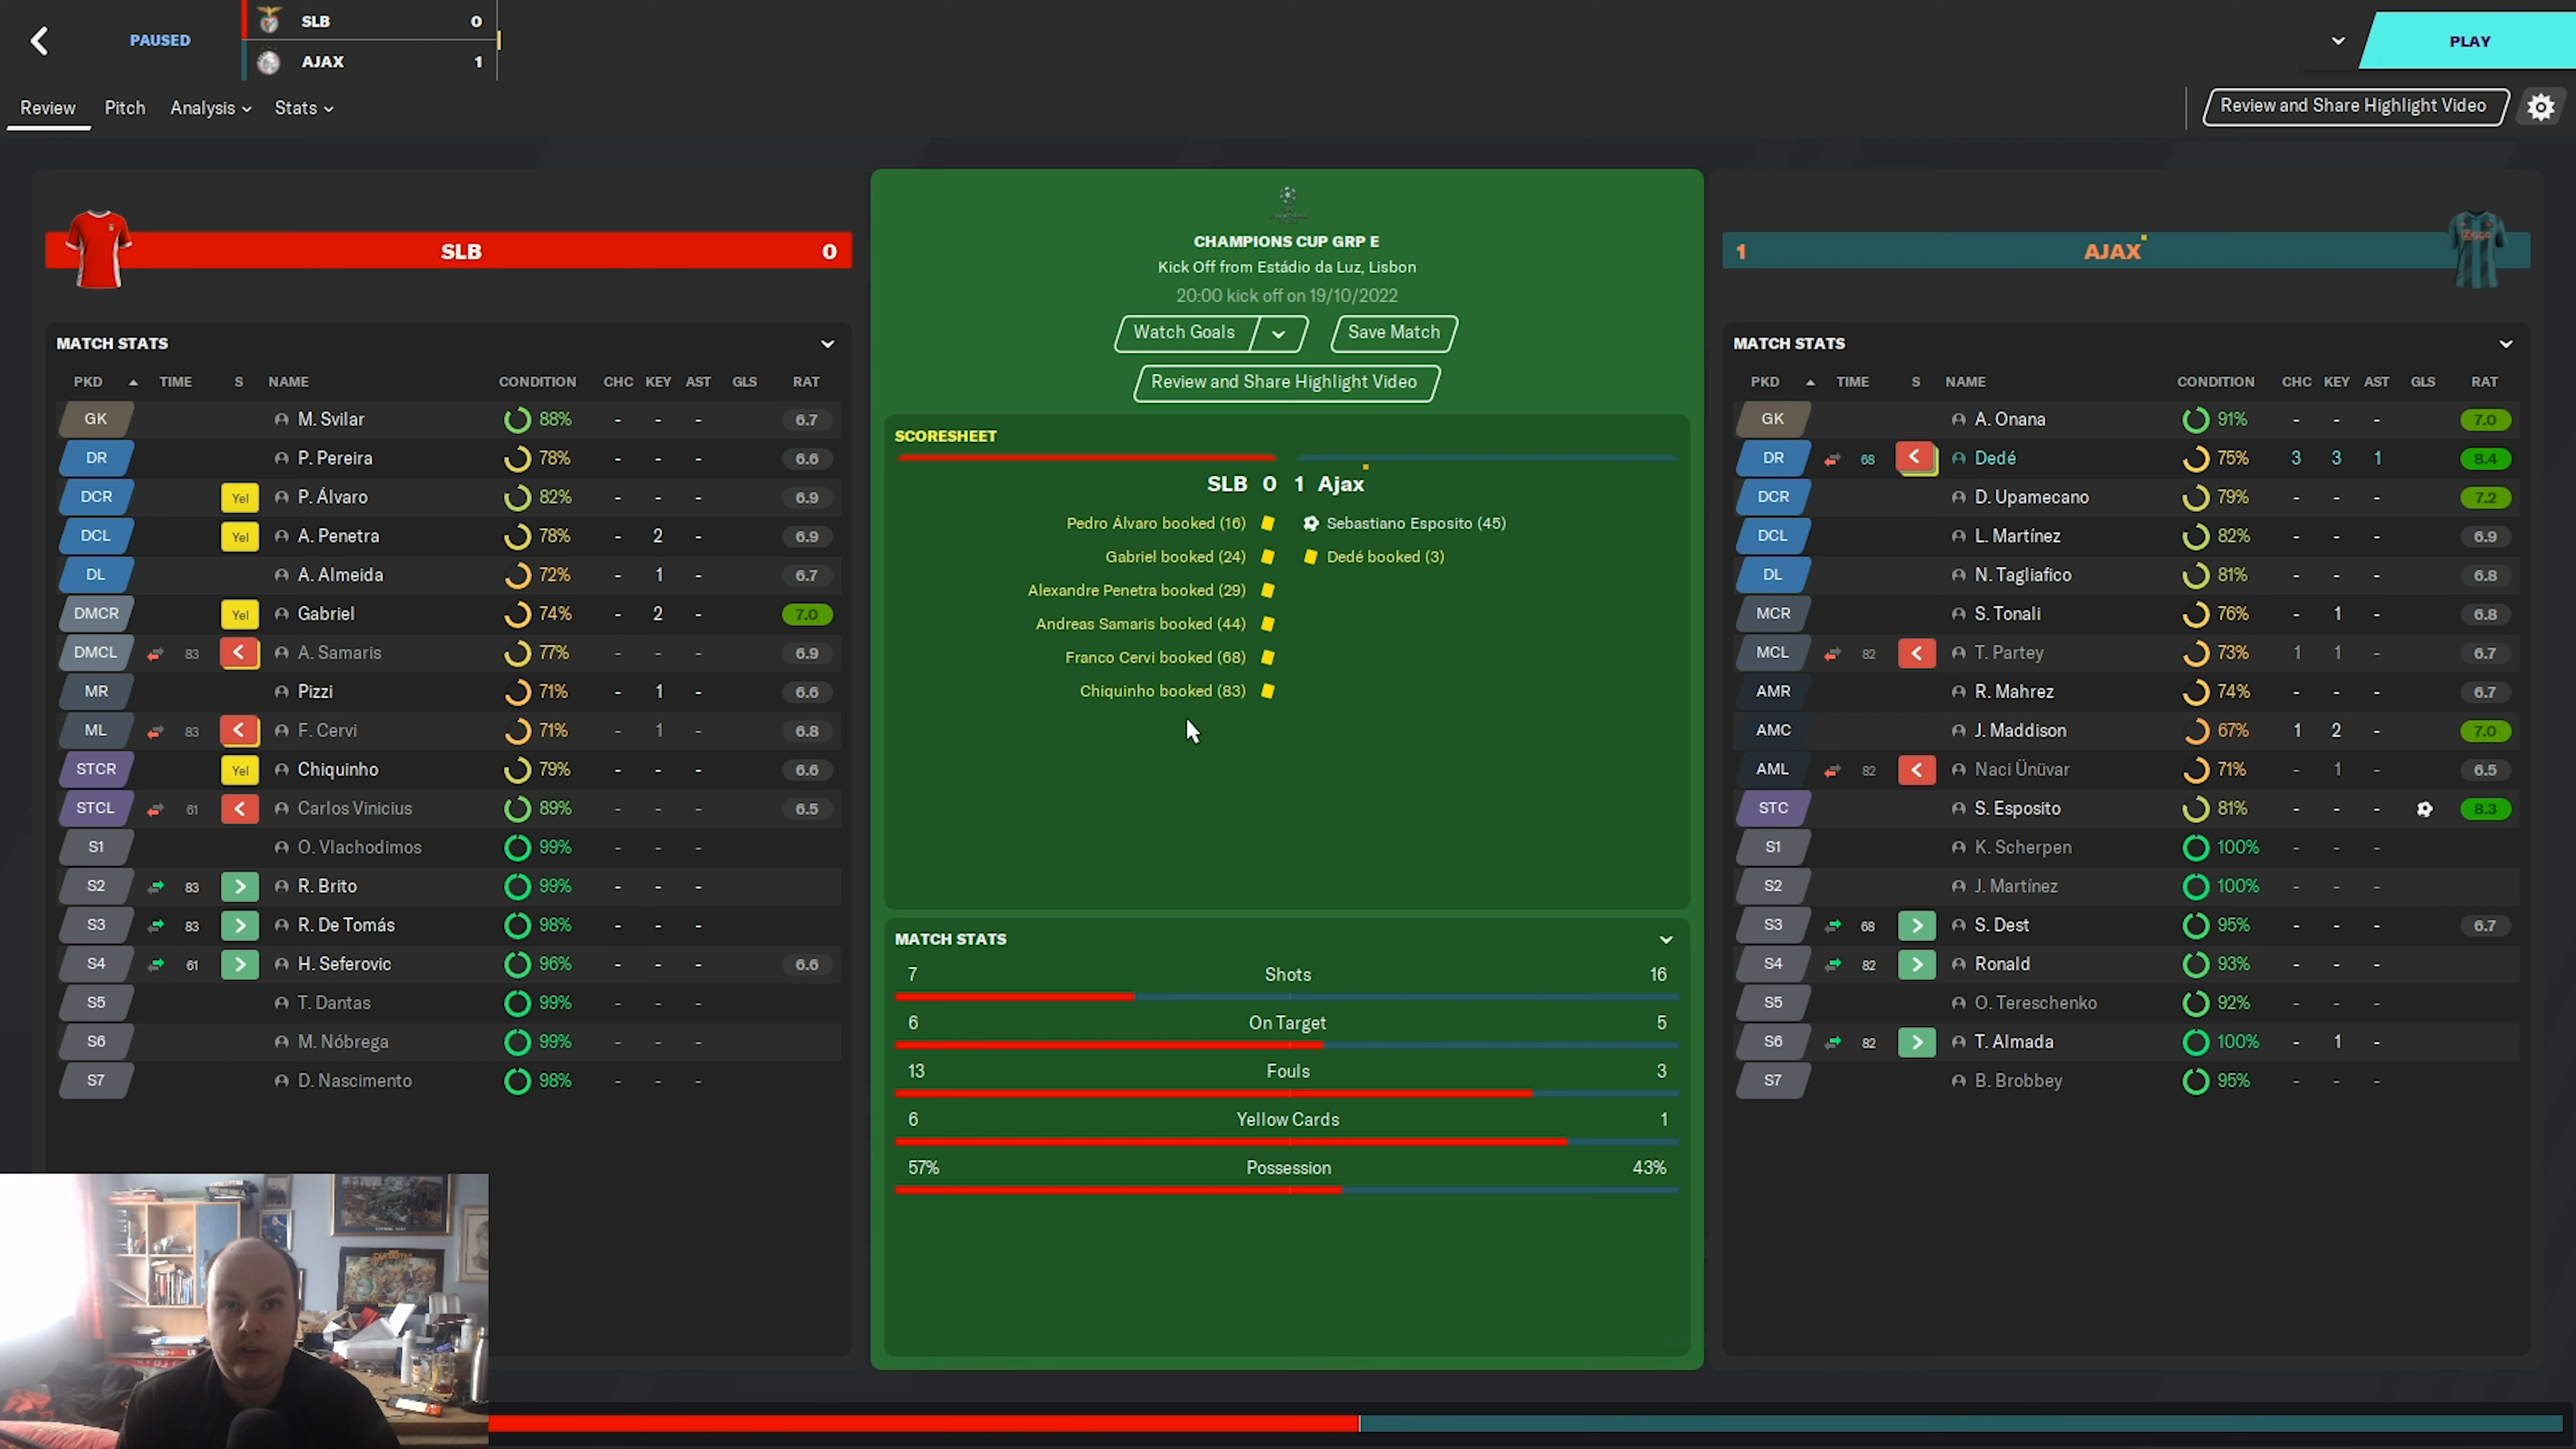 PAUSED
SLB 0
AJAX 1
PLAY
Review Pitch Analysis Stats
Review and Share Highlight Video
SLB 0
MATCH STATS
PKD TIME S NAME CONDITION CHC KEY AST GLS RAT
GK M. Svilar 88% - - - 6.7
DR P. Pereira 78% - - - 6.6
DCR Yel P. Álvaro 82% - - - 6.9
DCL Yel A. Penetra 78% - 2 - 6.9
DL A. Almeida 72% - 1 - 6.7
DMCR Yel Gabriel 74% - 2 - 7.0
DMCL 83 A. Samaris 77% - - - 6.9
MR Pizzi 71% - 1 - 6.6
ML 83 F. Cervi 71% - 1 - 6.8
STCR Yel Chiquinho 79% - - - 6.6
STCL 61 Carlos Vinicius 89% - - - 6.5
S1 O. Vlachodimos 99% - - -
S2 83 R. Brito 99% - - -
S3 83 R. De Tomás 98% - - -
S4 61 H. Seferovic 96% - - - 6.6
S5 T. Dantas 99% - - -
S6 M. Nóbrega 99% - - -
S7 D. Nascimento 98% - - -
CHAMPIONS CUP GRP E
Kick Off from Estádio da Luz, Lisbon
20:00 kick off on 19/10/2022
Watch Goals Save Match
Review and Share Highlight Video
SCORESHEET
SLB 0 1 Ajax
Pedro Álvaro booked (16) Sebastiano Esposito (45)
Gabriel booked (24) Dedé booked (3)
Alexandre Penetra booked (29)
Andreas Samaris booked (44)
Franco Cervi booked (68)
Chiquinho booked (83)
MATCH STATS
7 Shots 16
6 On Target 5
13 Fouls 3
6 Yellow Cards 1
57% Possession 43%
1 AJAX
MATCH STATS
PKD TIME S NAME CONDITION CHC KEY AST GLS RAT
GK A. Onana 91% - - - 7.0
DR 68 Dedé 75% 3 3 1 8.4
DCR D. Upamecano 79% - - - 7.2
DCL L. Martínez 82% - - - 6.9
DL N. Tagliafico 81% - - - 6.8
MCR S. Tonali 76% - 1 - 6.8
MCL 82 T. Partey 73% 1 1 - 6.7
AMR R. Mahrez 74% - - - 6.7
AMC J. Maddison 67% 1 2 - 7.0
AML 82 Naci Ünüvar 71% - 1 - 6.5
STC S. Esposito 81% - - - 8.3
S1 K. Scherpen 100% - - -
S2 J. Martínez 100% - - -
S3 68 S. Dest 95% - - - 6.7
S4 82 Ronald 93% - - -
S5 O. Tereschenko 92% - - -
S6 82 T. Almada 100% - 1 -
S7 B. Brobbey 95% - - -